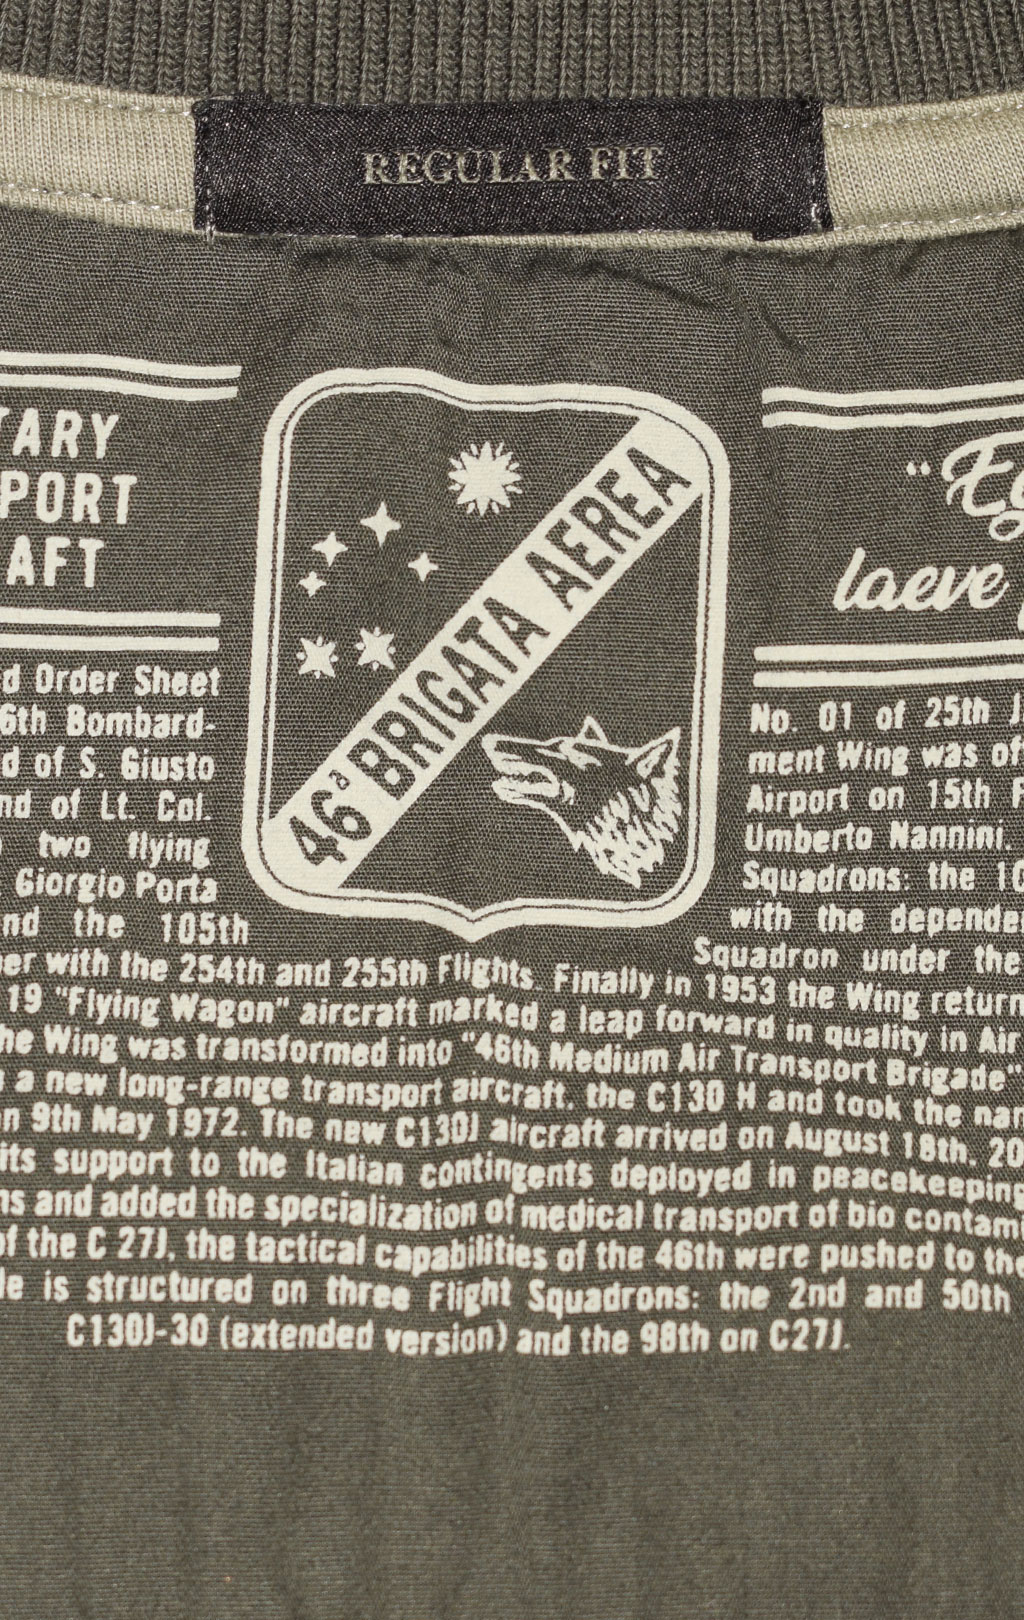 REGULAR FIT
TARY
PORT
AFT
46ª BRIGATA AEREA
"Eg
laeve
d Order Sheet
6th Bombard-
d of S. Giusto
nd of Lt. Col.
two flying
Giorgio Porta
nd the 105th
No. 01 of 25th J
ment Wing was of
Airport on 15th F
Umberto Nannini.
Squadrons: the 10
with the depende
Squadron under the
er with the 254th and 255th Flights. Finally in 1953 the Wing return
19 "Flying Wagon" aircraft marked a leap forward in quality in Air
he Wing was transformed into "46th Medium Air Transport Brigade"
a new long-range transport aircraft, the C130 H and took the nam
n 9th May 1972. The new C130J aircraft arrived on August 18th, 20
its support to the Italian contingents deployed in peacekeeping
ns and added the specialization of medical transport of bio contam
of the C 27J, the tactical capabilities of the 46th were pushed to the
de is structured on three Flight Squadrons: the 2nd and 50th
C130J-30 (extended version) and the 98th on C27J.